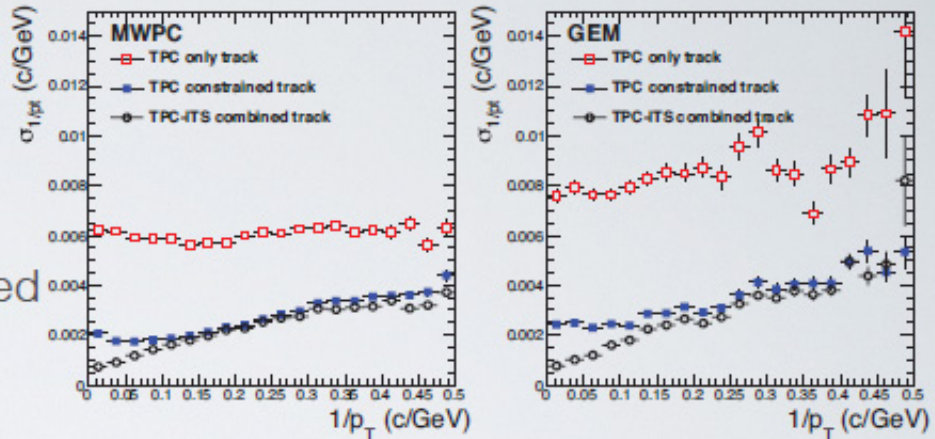 ed
MWPC
TPC only track
TPC constrained track
TPC-ITS combined track
σ1/pt (c/GeV)
0.014
0.012
0.01
0.008
0.006
0.004
0.002
0
0 0.05 0.1 0.15 0.2 0.25 0.3 0.35 0.4 0.45 0.5
1/pT (c/GeV)
GEM
TPC only track
TPC constrained track
TPC-ITS combined track
σ1/pt (c/GeV)
0.014
0.012
0.01
0.008
0.006
0.004
0.002
0
0 0.05 0.1 0.15 0.2 0.25 0.3 0.35 0.4 0.45 0.5
1/pT (c/GeV)